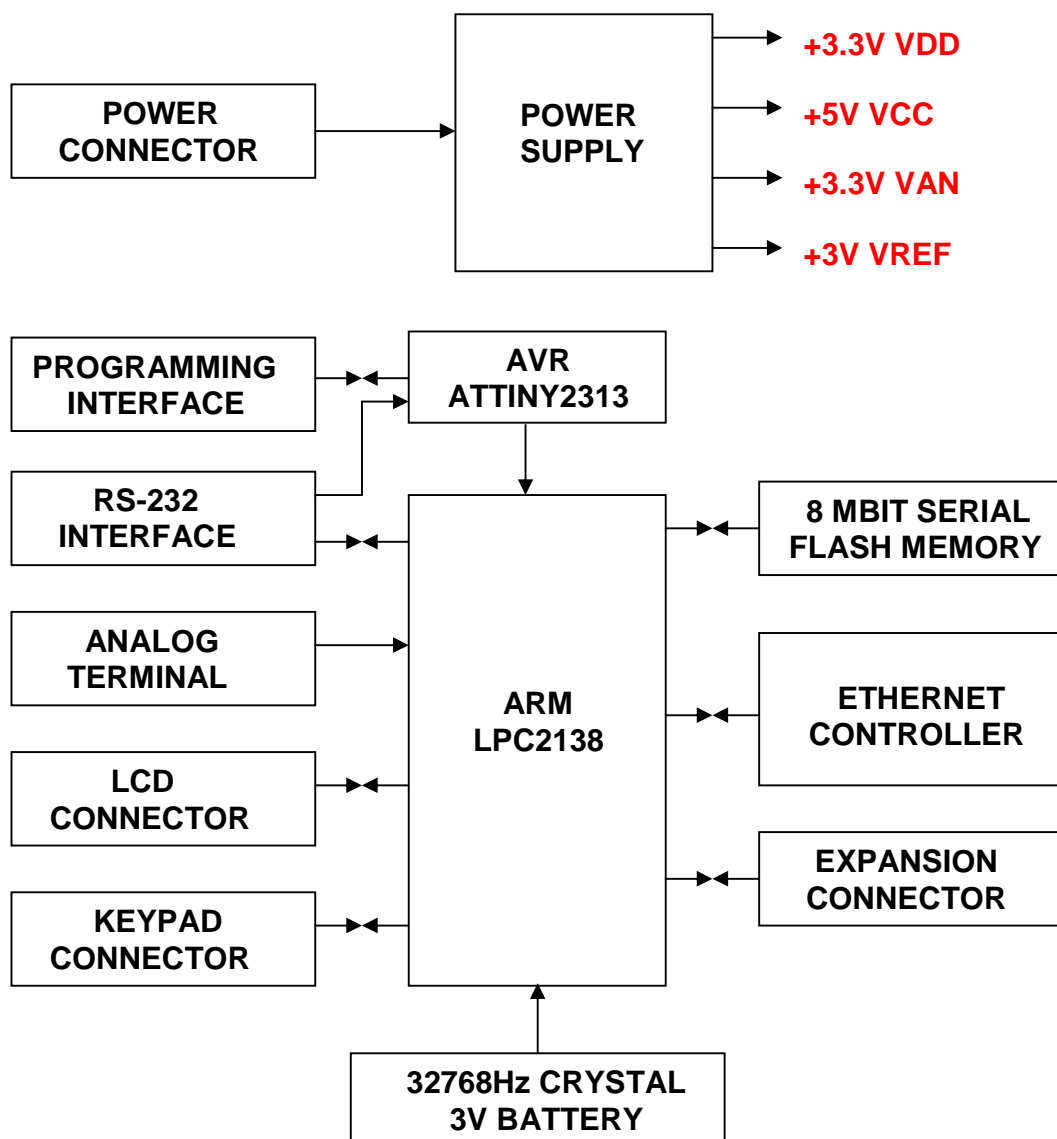 +3.3V VDD
POWER
CONNECTOR
POWER
SUPPLY
+5V VCC
+3.3V VAN
+3V VREF
PROGRAMMING
INTERFACE
AVR
ATTINY2313
RS-232
INTERFACE
8 MBIT SERIAL
FLASH MEMORY
ANALOG
TERMINAL
ARM
LPC2138
ETHERNET
CONTROLLER
LCD
CONNECTOR
EXPANSION
CONNECTOR
KEYPAD
CONNECTOR
32768Hz CRYSTAL
3V BATTERY